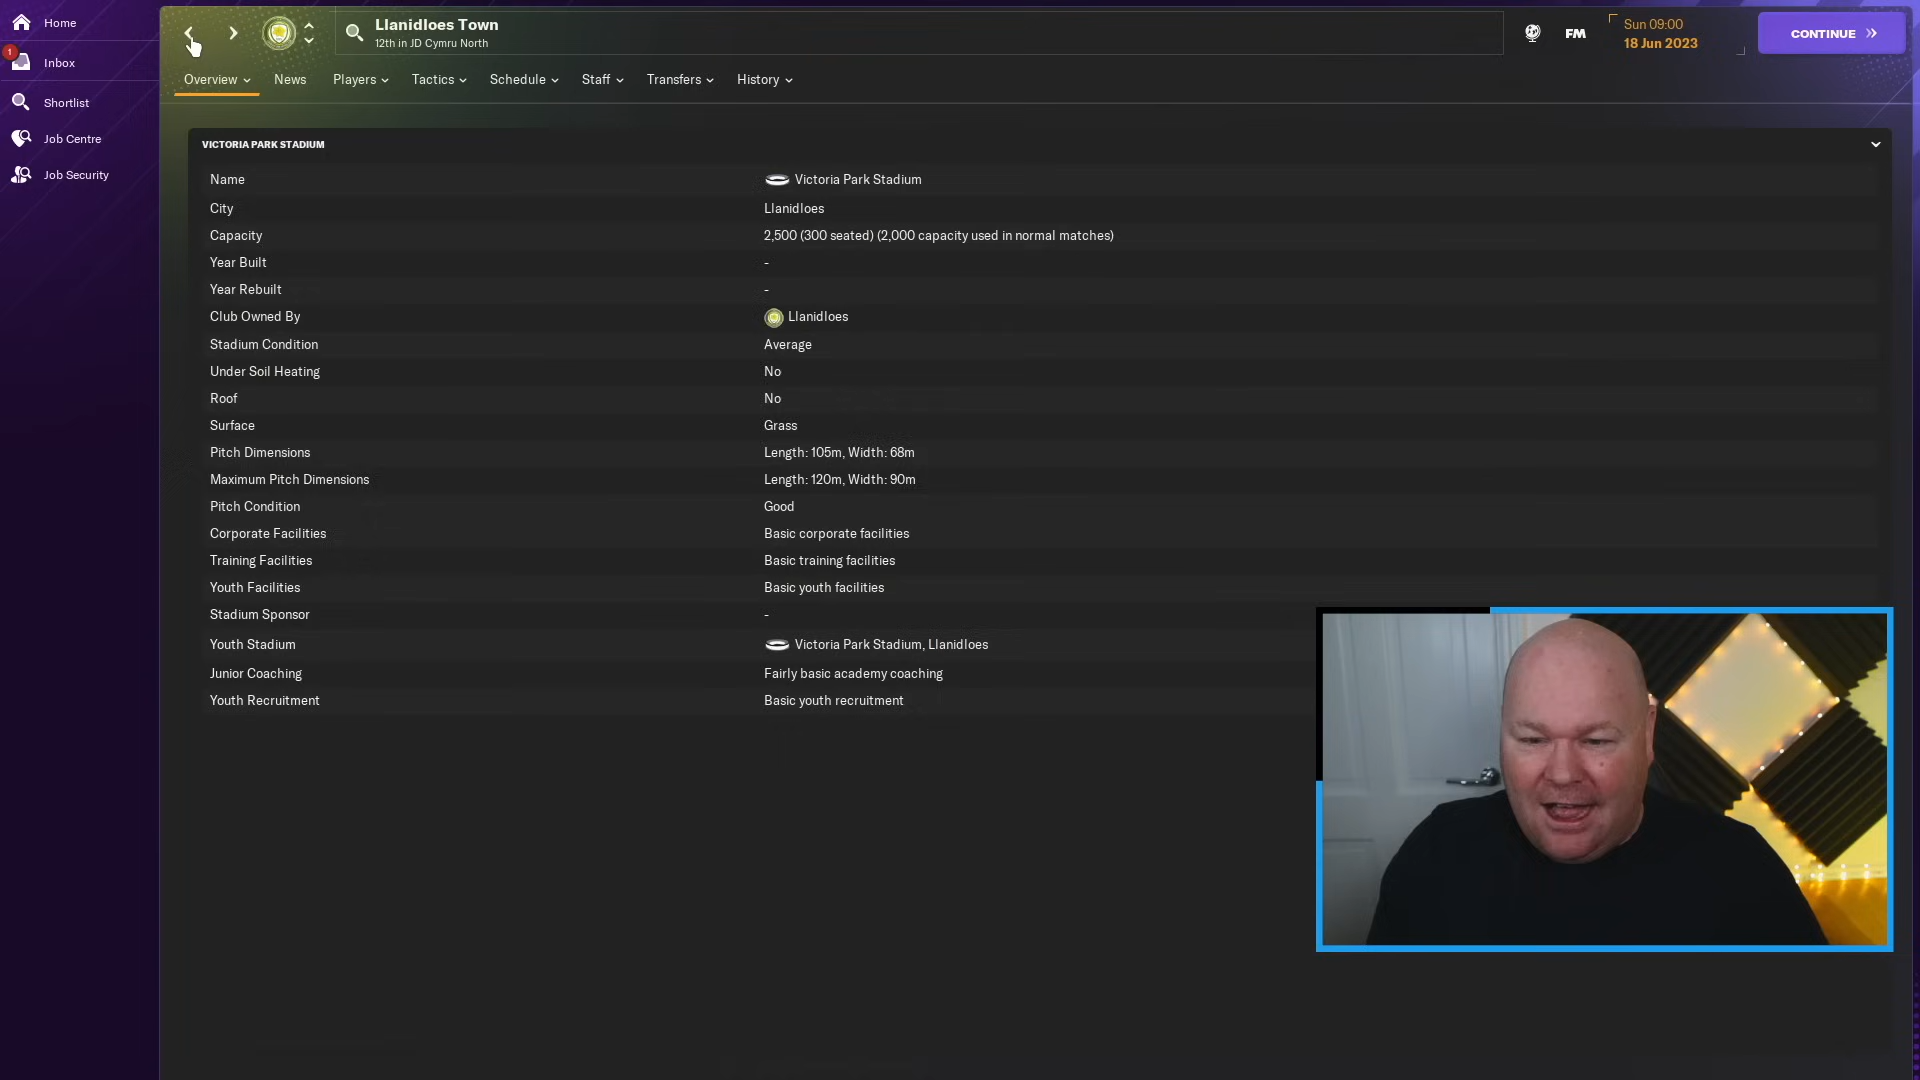 Home
1
Inbox
Shortlist
Job Centre
Job Security
Llanidloes Town
12th in JD Cymru North
FM
Sun 09:00
18 Jun 2023
CONTINUE
Overview
News
Players
Tactics
Schedule
Staff
Transfers
History
VICTORIA PARK STADIUM
Name Victoria Park Stadium
City Llanidloes
Capacity 2,500 (300 seated) (2,000 capacity used in normal matches)
Year Built -
Year Rebuilt -
Club Owned By Llanidloes
Stadium Condition Average
Under Soil Heating No
Roof No
Surface Grass
Pitch Dimensions Length: 105m, Width: 68m
Maximum Pitch Dimensions Length: 120m, Width: 90m
Pitch Condition Good
Corporate Facilities Basic corporate facilities
Training Facilities Basic training facilities
Youth Facilities Basic youth facilities
Stadium Sponsor -
Youth Stadium Victoria Park Stadium, Llanidloes
Junior Coaching Fairly basic academy coaching
Youth Recruitment Basic youth recruitment